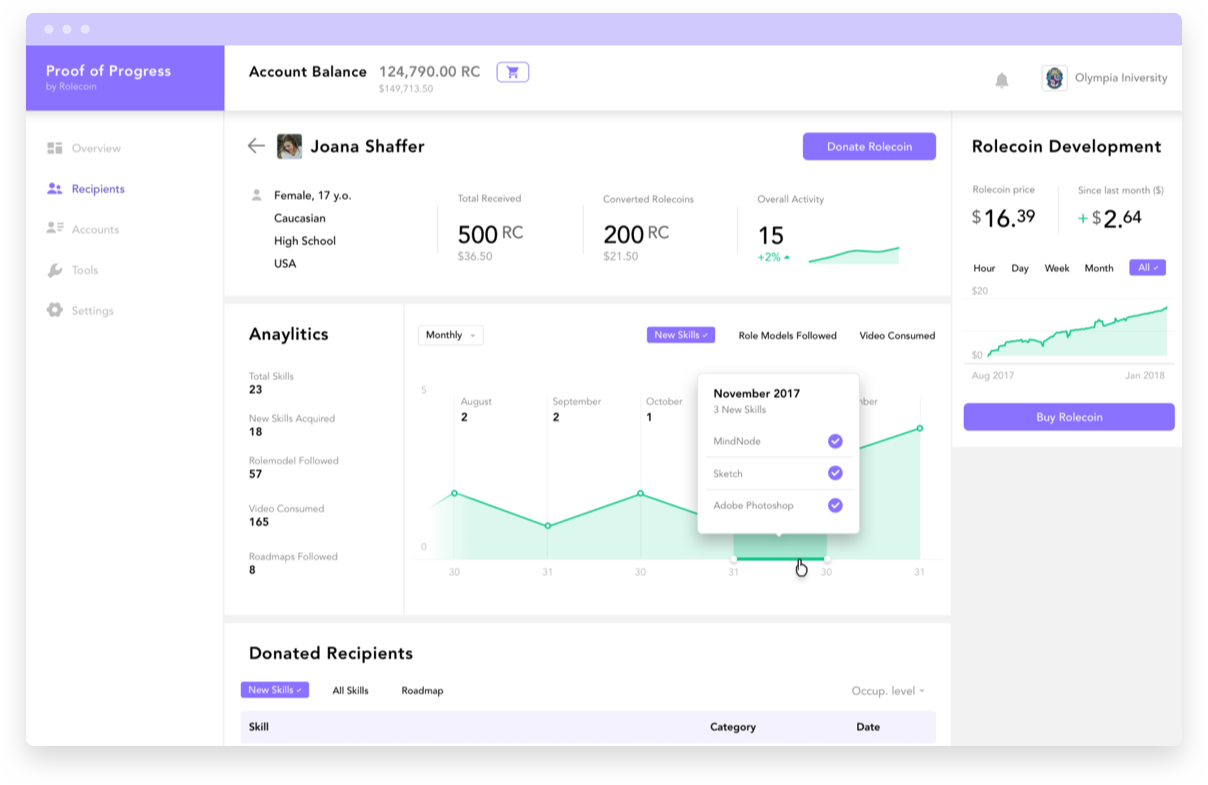 Proof of Progress
by Rolecoin
Account Balance 124,790.00 RC
$149,713.50
Olympia Iniversity
Overview
Recipients
Accounts
Tools
Settings
Joana Shaffer
Donate Rolecoin
Female, 17 y.o.
Caucasian
High School
USA
Total Received
500 RC
$36.50
Converted Rolecoins
200 RC
$21.50
Overall Activity
15
+2%
Rolecoin Development
Rolecoin price
$16.39
Since last month ($)
+ $2.64
Hour Day Week Month All
$20
$0
Aug 2017 Jan 2018
Buy Rolecoin
Anaylitics
Total Skills
23
New Skills Acquired
18
Rolemodel Followed
57
Video Consumed
165
Roadmaps Followed
8
Monthly
New Skills Role Models Followed Video Consumed
5
0
August
2
September
2
October
1
mber
November 2017
3 New Skills
MindNode
Sketch
Adobe Photoshop
30 31 30 31 30 31
Donated Recipients
New Skills All Skills Roadmap
Occup. level
Skill Category Date